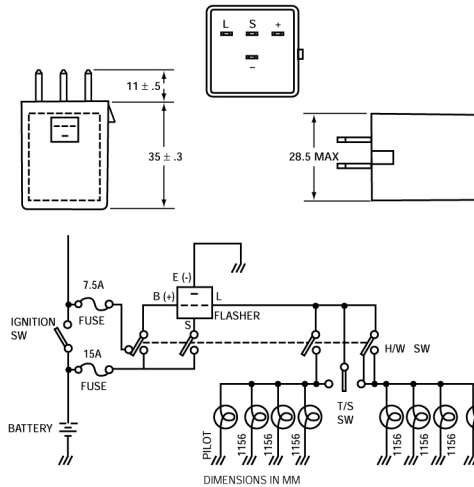 L S +
–
11 ± .5
35 ± .3
28.5 MAX
E (-)
7.5A
B (+)
L
FUSE
FLASHER
S
IGNITION
SW
H/W SW
15A
FUSE
T/S
SW
BATTERY
PILOT
1156
1156
1156
1156
1156
1156
DIMENSIONS IN MM